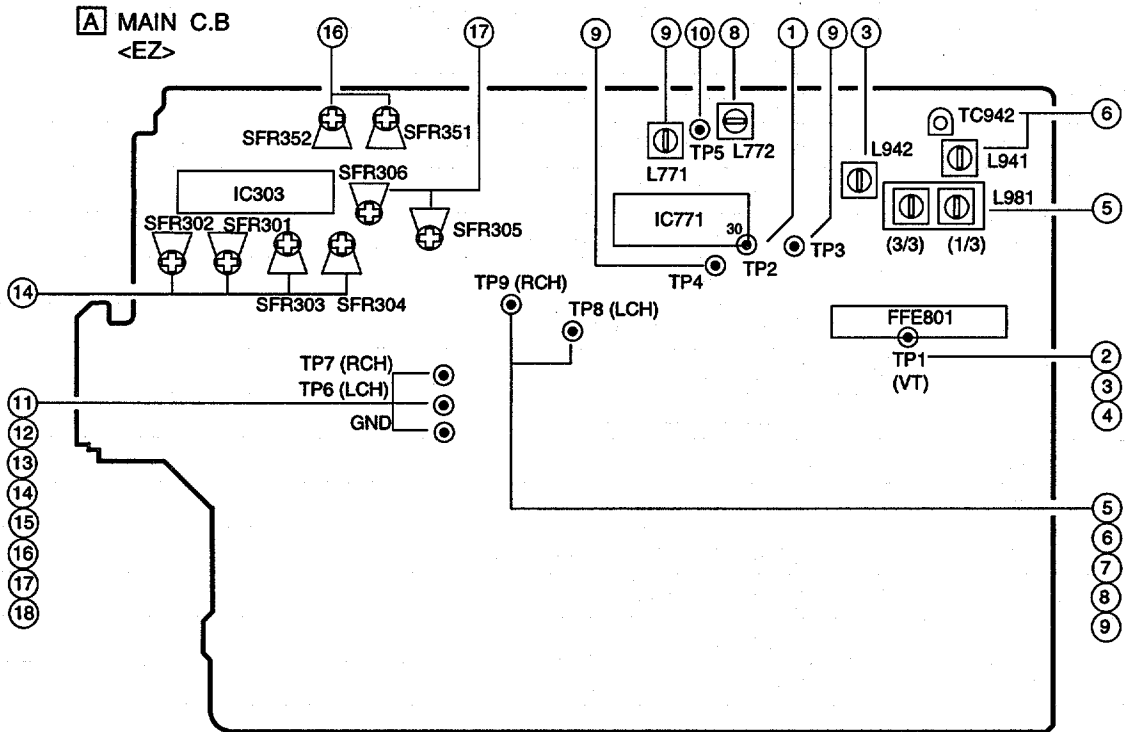 A MAIN C.B
<EZ>
16 17 9 9 10 8 1 9 3
SFR352 SFR351 TP5 L772 TC942 6
L771 L942 L941
SFR306
IC303 IC771 30 L981 5
SFR302 SFR301 SFR305 TP2 TP3 (3/3) (1/3)
14 SFR303 SFR304 TP4
TP9 (RCH) TP8 (LCH) FFE801
TP7 (RCH) TP1 2
(VT)
TP6 (LCH) 3
11 GND 4
12
13
14
15 5
16 6
17 7
18 8
9